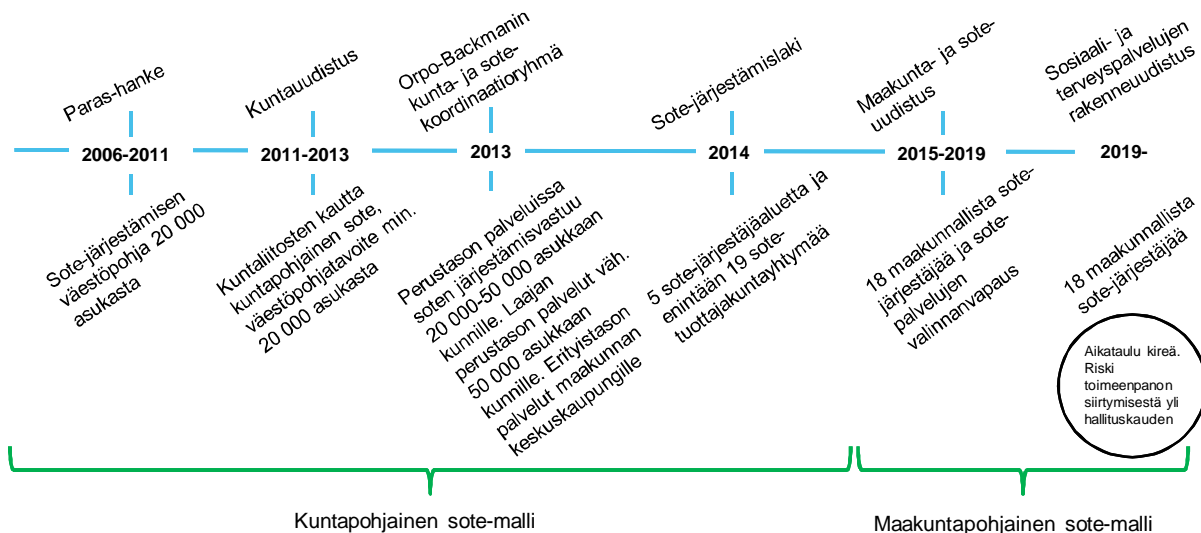 Paras-hanke
Kuntauudistus
Orpo-Backmanin
kunta- ja sote-
koordinaatioryhmä
Sote-järjestämislaki
Maakunta- ja sote-
uudistus
Sosiaali- ja
terveyspalvelujen
rakenneuudistus
2006-2011
2011-2013
2013
2014
2015-2019
2019-
Sote-järjestämisen
väestöpohja 20 000
asukasta
Kuntaliitosten kautta
kuntapohjainen sote,
väestöpohjatavoite min.
20 000 asukasta
Perustason palveluissa
soten järjestämisvastuu
20 000-50 000 asukkaan
kunnille. Laajan
perustason palvelut väh.
50 000 asukkaan
kunnille. Erityistason
palvelut maakunnan
keskuskaupungille
5 sote-järjestäjäaluetta ja
enintään 19 sote-
tuottajakuntayhtymää
18 maakunnallista sote-
järjestäjää ja sote-
palvelujen
valinnanvapaus
18 maakunnallista
sote-järjestäjää
Aikataulu kireä.
Riski
toimeenpanon
siirtymisestä yli
hallituskauden
Kuntapohjainen sote-malli
Maakuntapohjainen sote-malli